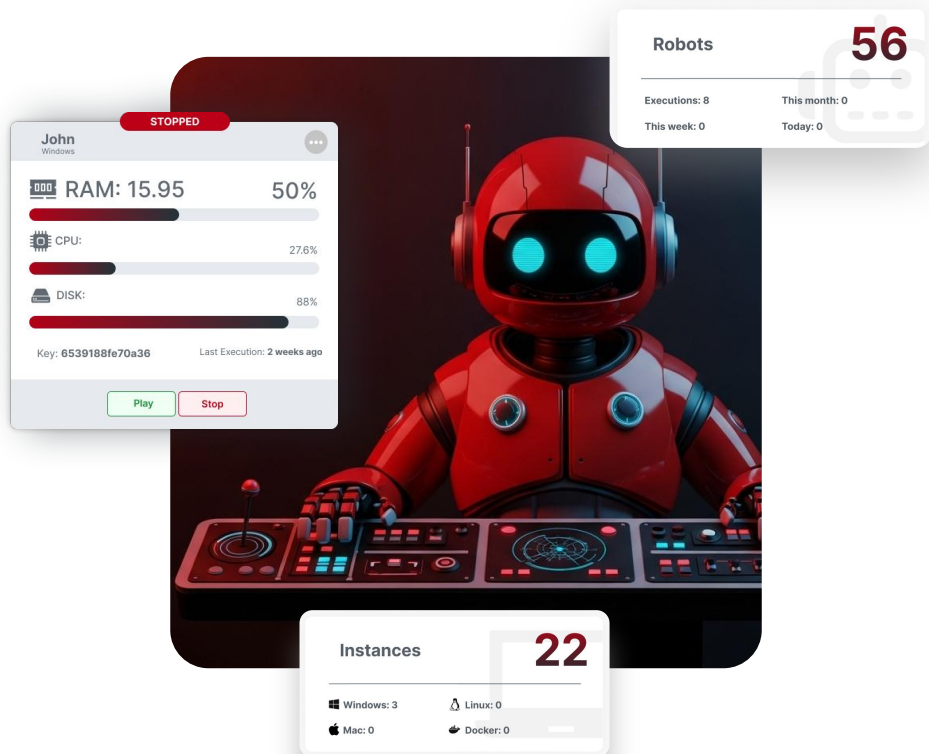 Robots
56
Executions: 8
This month: 0
This week: 0
Today: 0
STOPPED
John
Windows
RAM: 15.95
50%
CPU:
27.6%
DISK:
88%
Key: 6539188fe70a36
Last Execution: 2 weeks ago
Play
Stop
Instances
22
Windows: 3
Linux: 0
Mac: 0
Docker: 0